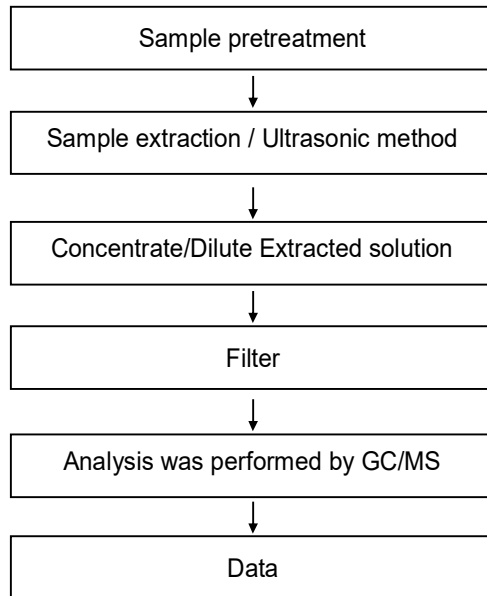 Sample pretreatment
Sample extraction / Ultrasonic method
Concentrate/Dilute Extracted solution
Filter
Analysis was performed by GC/MS
Data